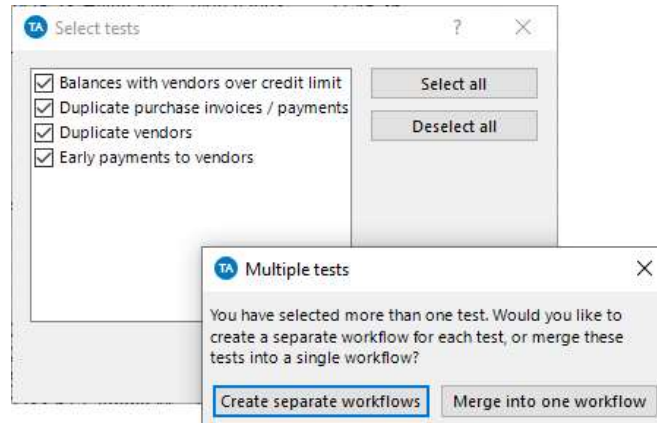 TA Select tests ? ×
Balances with vendors over credit limit
Select all
Duplicate purchase invoices / payments
Duplicate vendors
Deselect all
Early payments to vendors
TA Multiple tests ×
You have selected more than one test. Would you like to
create a separate workflow for each test, or merge these
tests into a single workflow?
Create separate workflows
Merge into one workflow